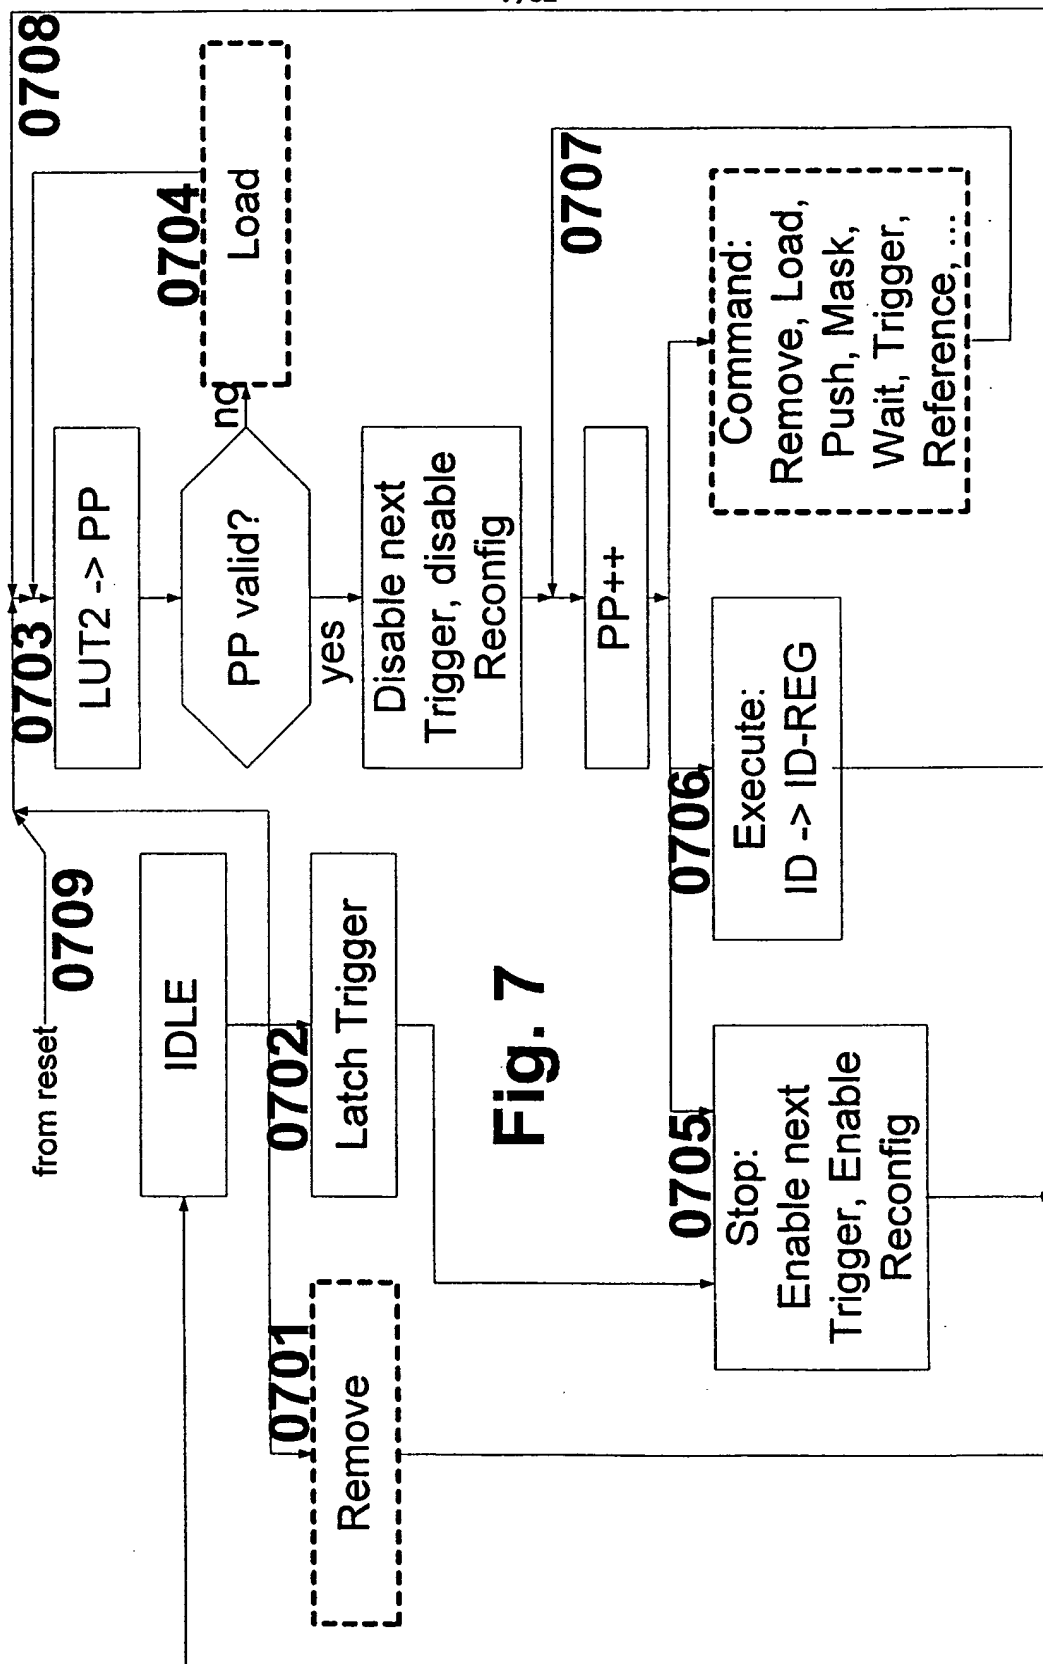 from reset
0709
IDLE
0702
Latch Trigger
0701
Remove
0708
0703
LUT2 -> PP
PP valid?
no
yes
0704
Load
Disable next
Trigger, disable
Reconfig
0707
PP++
0705
Stop:
Enable next
Trigger, Enable
Reconfig
0706
Execute:
ID -> ID-REG
Command:
Remove, Load,
Push, Mask,
Wait, Trigger,
Reference, ...
Fig. 7